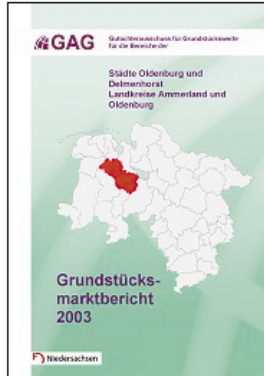 GAG
Gutachterausschuss für Grundstückswerte
für die Bereiche der
Städte Oldenburg und
Delmenhorst
Landkreise Ammerland und
Oldenburg
Grundstücks-
marktbericht
2003
Niedersachsen